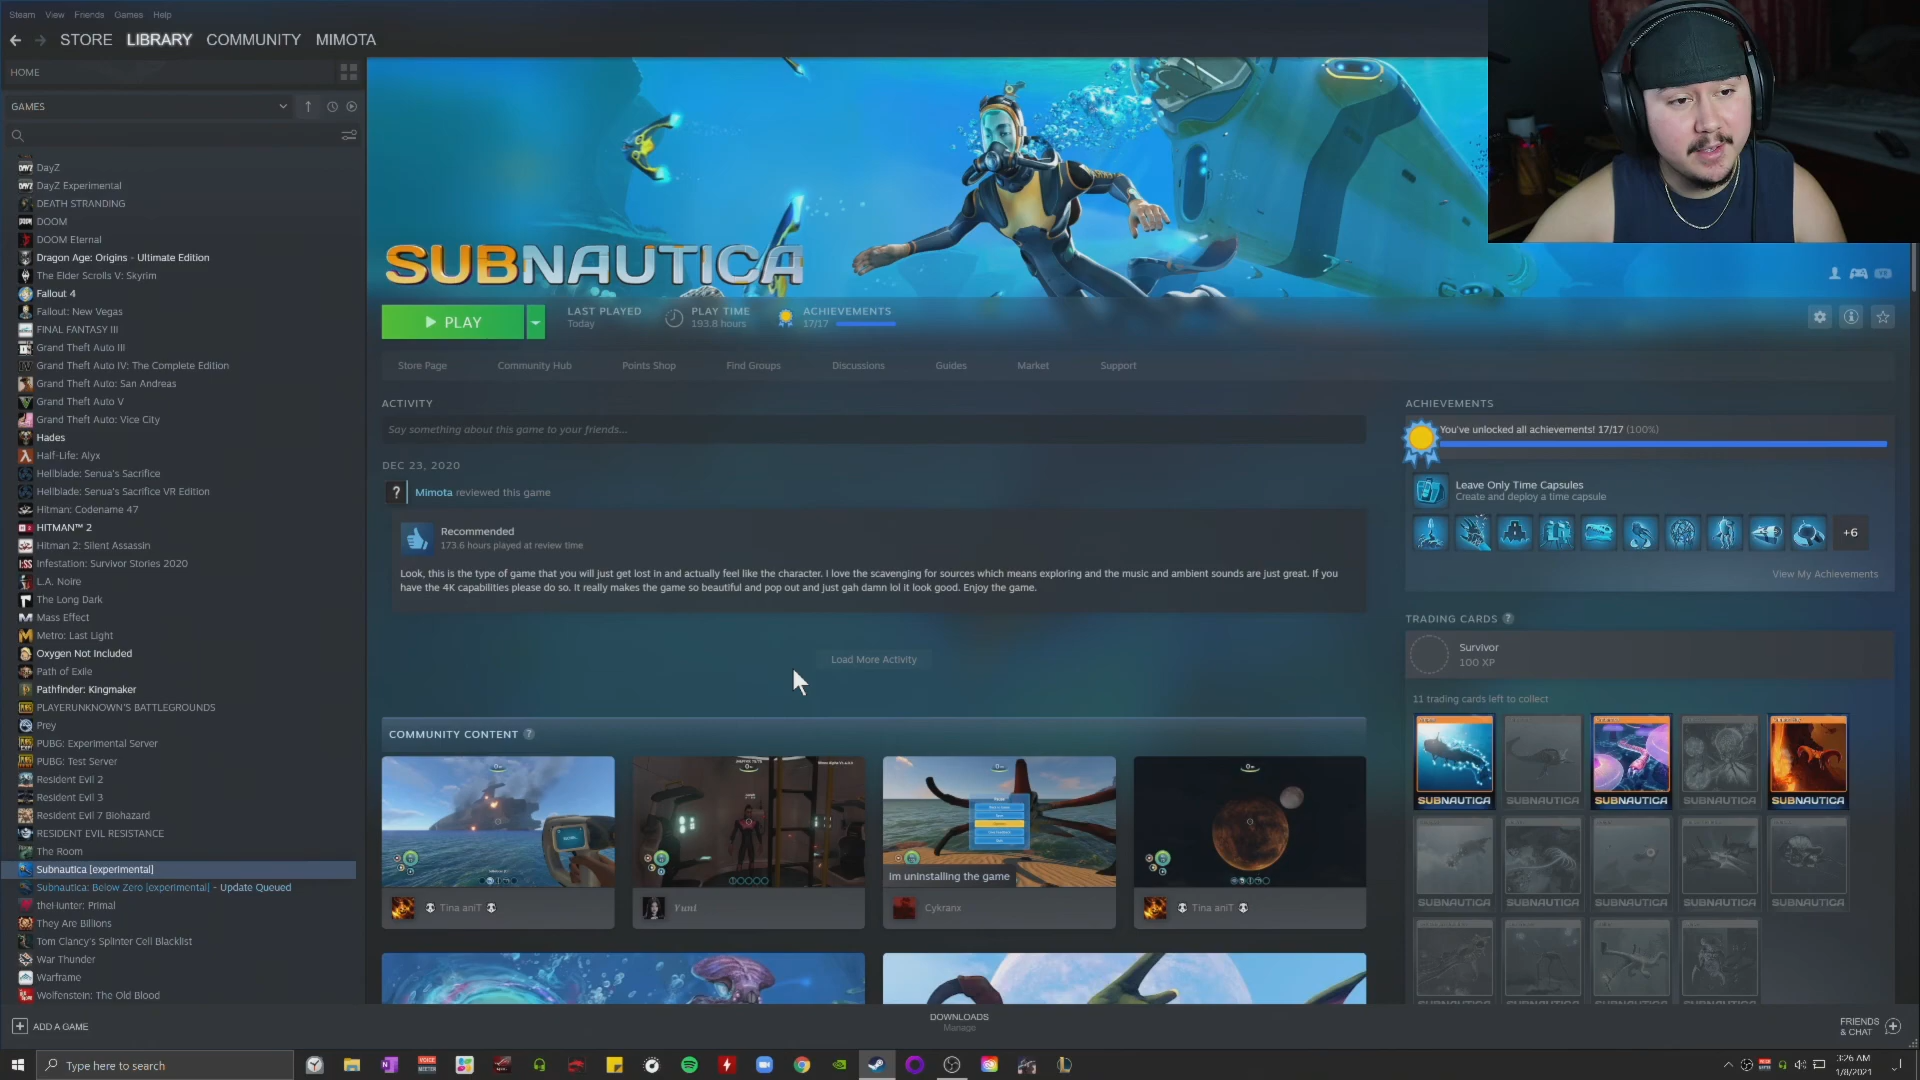 Steam View Friends Games Help
STORE LIBRARY COMMUNITY MIMOTA
HOME
GAMES
DayZ
DayZ Experimental
DEATH STRANDING
DOOM
DOOM Eternal
Dragon Age: Origins - Ultimate Edition
The Elder Scrolls V: Skyrim
Fallout 4
Fallout: New Vegas
FINAL FANTASY III
Grand Theft Auto III
Grand Theft Auto IV: The Complete Edition
Grand Theft Auto: San Andreas
Grand Theft Auto V
Grand Theft Auto: Vice City
Hades
Half-Life: Alyx
Hellblade: Senua's Sacrifice
Hellblade: Senua's Sacrifice VR Edition
Hitman: Codename 47
HITMAN™ 2
Hitman 2: Silent Assassin
Infestation: Survivor Stories 2020
L.A. Noire
The Long Dark
Mass Effect
Metro: Last Light
Oxygen Not Included
Path of Exile
Pathfinder: Kingmaker
PLAYERUNKNOWN'S BATTLEGROUNDS
Prey
PUBG: Experimental Server
PUBG: Test Server
Resident Evil 2
Resident Evil 3
Resident Evil 7 Biohazard
RESIDENT EVIL RESISTANCE
The Room
Subnautica [experimental]
Subnautica: Below Zero [experimental] - Update Queued
theHunter: Primal
They Are Billions
Tom Clancy's Splinter Cell Blacklist
War Thunder
Warframe
Wolfenstein: The Old Blood
ADD A GAME
SUBNAUTICA
PLAY
LAST PLAYED
Today
PLAY TIME
193.8 hours
ACHIEVEMENTS
17/17
Store Page Community Hub Points Shop Find Groups Discussions Guides Market Support
ACTIVITY
Say something about this game to your friends...
DEC 23, 2020
Mimota reviewed this game
Recommended
173.6 hours played at review time
Look, this is the type of game that you will just get lost in and actually feel like the character. I love the scavenging for sources which means exploring and the music and ambient sounds are just great. If you
have the 4K capabilities please do so. It really makes the game so beautiful and pop out and just gah damn lol it look good. Enjoy the game.
Load More Activity
COMMUNITY CONTENT ?
Im uninstalling the game
Tina aniT
Yuni
Cykranx
Tina aniT
ACHIEVEMENTS
You've unlocked all achievements! 17/17 (100%)
Leave Only Time Capsules
Create and deploy a time capsule
+6
View My Achievements
TRADING CARDS ?
Survivor
100 XP
11 trading cards left to collect
SUBNAUTICA SUBNAUTICA SUBNAUTICA SUBNAUTICA SUBNAUTICA
SUBNAUTICA SUBNAUTICA SUBNAUTICA SUBNAUTICA SUBNAUTICA
DOWNLOADS
Manage
FRIENDS
& CHAT
Type here to search
3:26 AM
1/8/2021